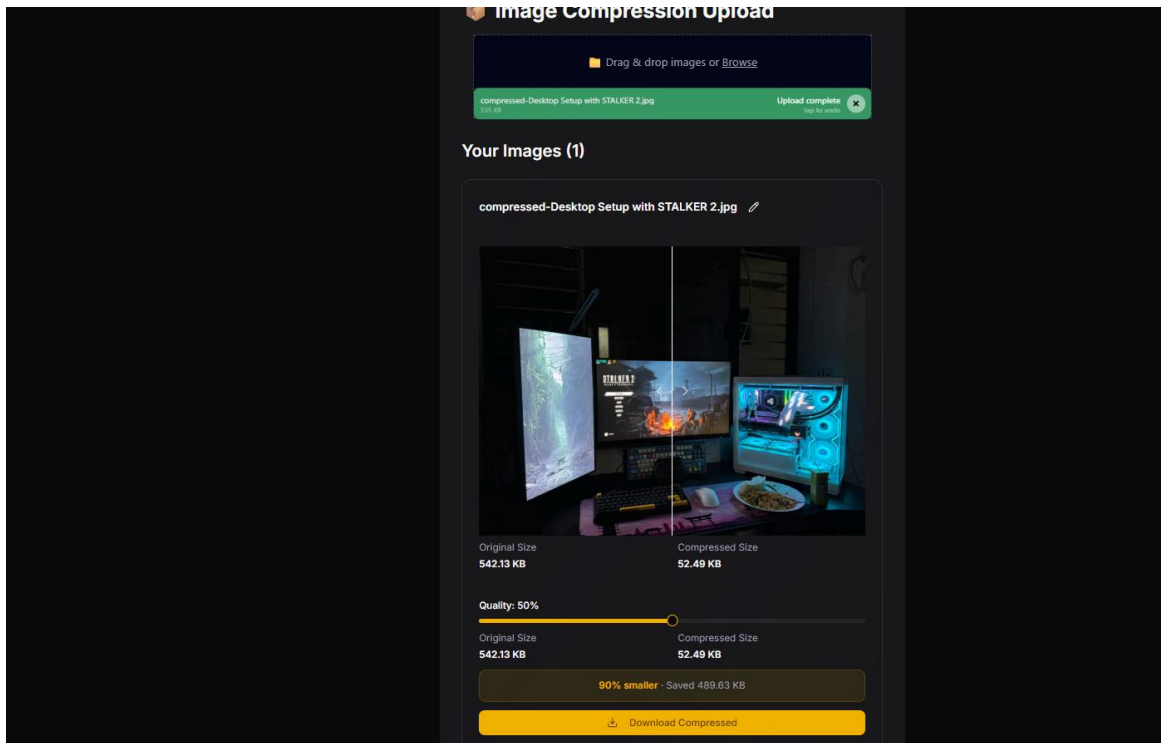 📦 Image Compression Upload
📁 Drag & drop images or Browse
compressed-Desktop Setup with STALKER 2.jpg
555 KB
Upload complete
tap to undo
Your Images (1)
compressed-Desktop Setup with STALKER 2.jpg
STALKER 2
Original Size
Compressed Size
542.13 KB
52.49 KB
Quality: 50%
Original Size
Compressed Size
542.13 KB
52.49 KB
90% smaller · Saved 489.63 KB
Download Compressed